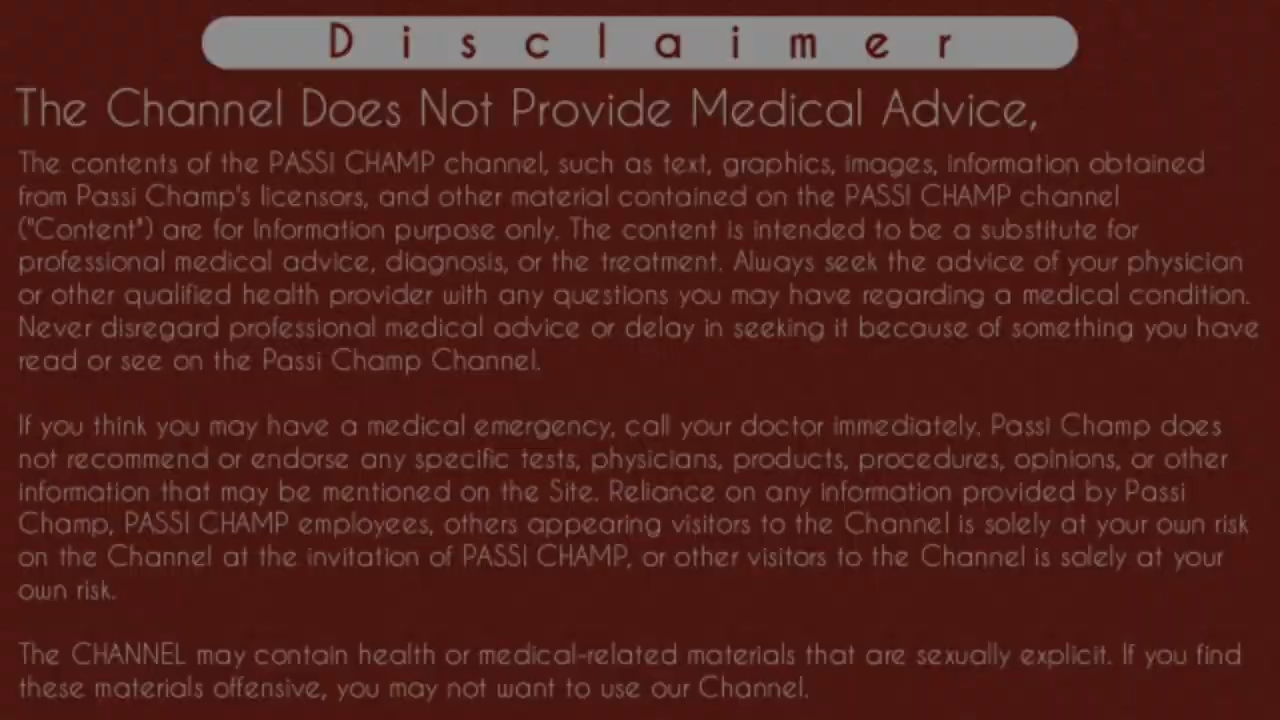 Disclaimer
The Channel Does Not Provide Medical Advice,
The contents of the PASSI CHAMP channel, such as text, graphics, images, information obtained
from Passi Champ's licensors, and other material contained on the PASSI CHAMP channel
("Content") are for Information purpose only. The content is intended to be a substitute for
professional medical advice, diagnosis, or the treatment. Always seek the advice of your physician
or other qualified health provider with any questions you may have regarding a medical condition.
Never disregard professional medical advice or delay in seeking it because of something you have
read or see on the Passi Champ Channel.
If you think you may have a medical emergency, call your doctor immediately. Passi Champ does
not recommend or endorse any specific tests, physicians, products, procedures, opinions, or other
information that may be mentioned on the Site. Reliance on any information provided by Passi
Champ, PASSI CHAMP employees, others appearing visitors to the Channel is solely at your own risk
on the Channel at the invitation of PASSI CHAMP, or other visitors to the Channel is solely at your
own risk.
The CHANNEL may contain health or medical-related materials that are sexually explicit. If you find
these materials offensive, you may not want to use our Channel.